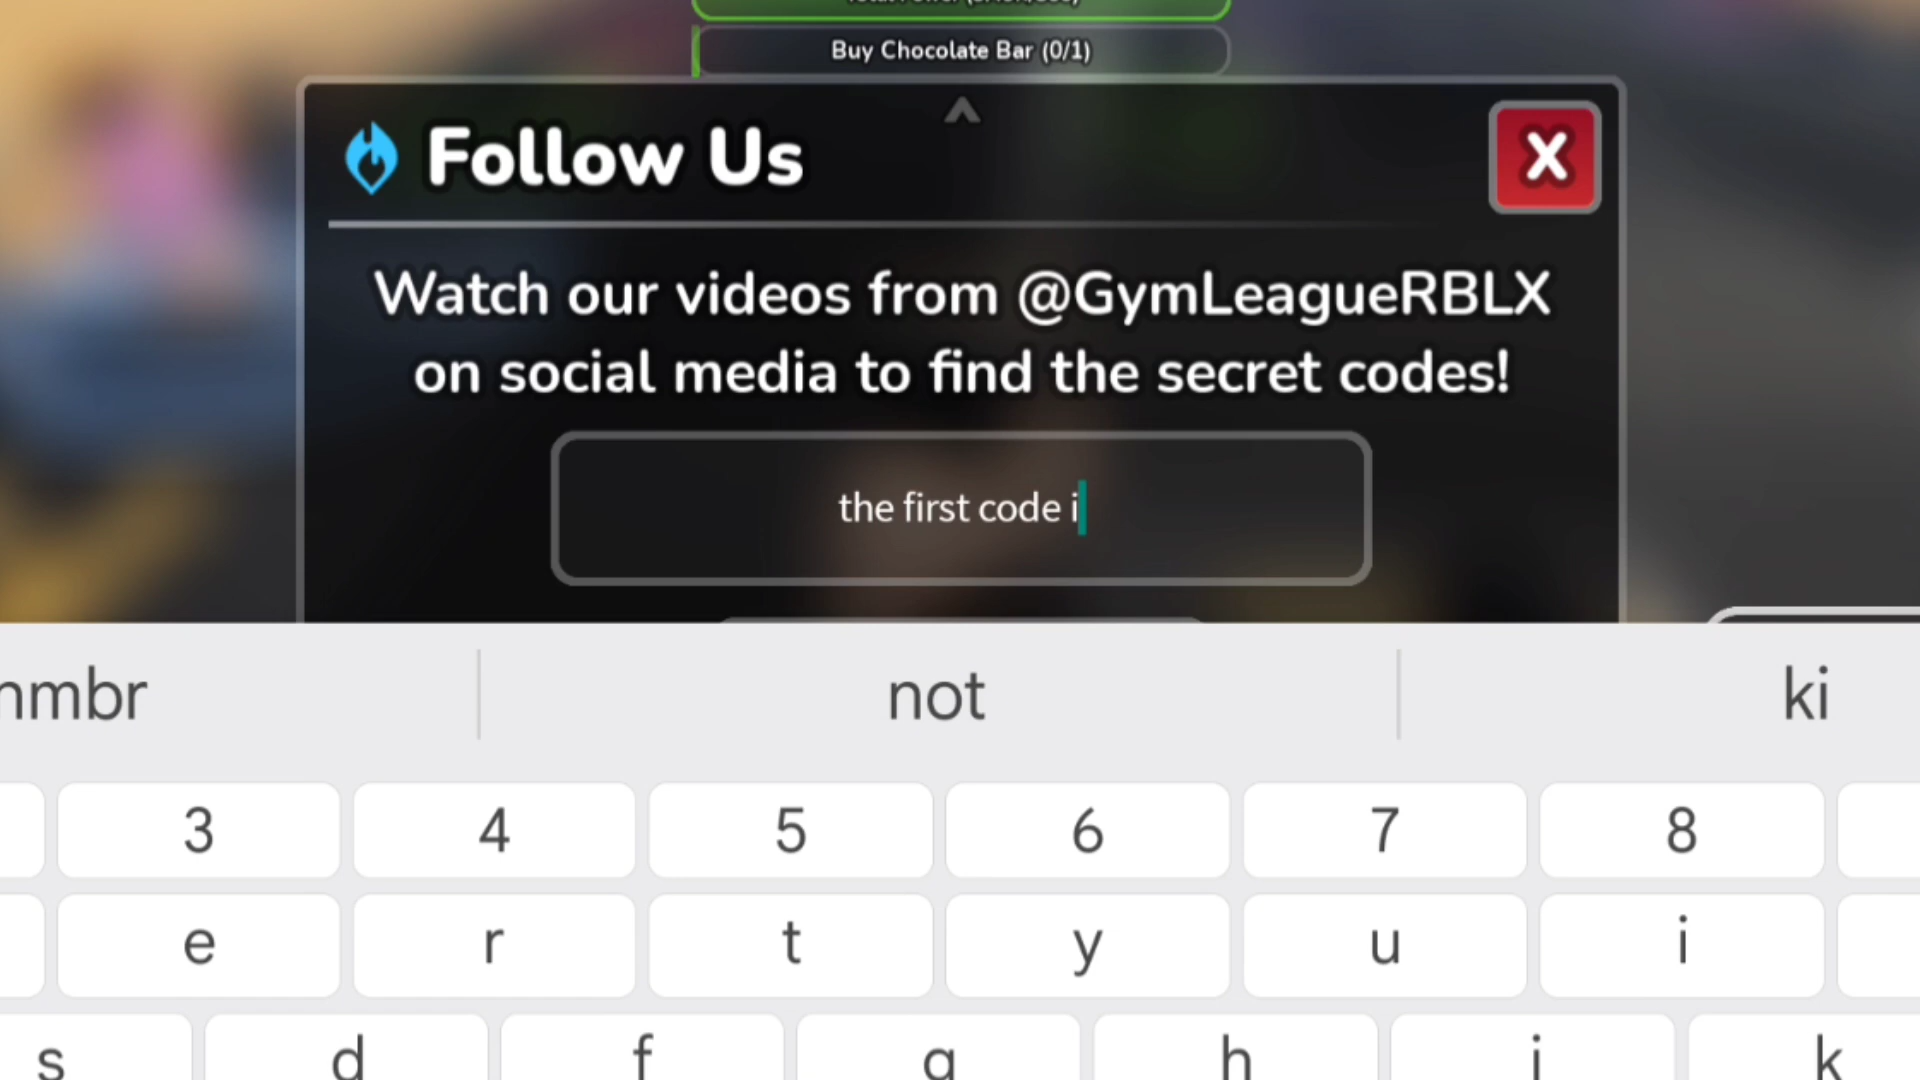 Buy Chocolate Bar (0/1)
Follow Us
X
Watch our videos from @GymLeagueRBLX
on social media to find the secret codes!
the first code i
nmbr not ki
3 4 5 6 7 8
e r t y u i
s d f g h j k